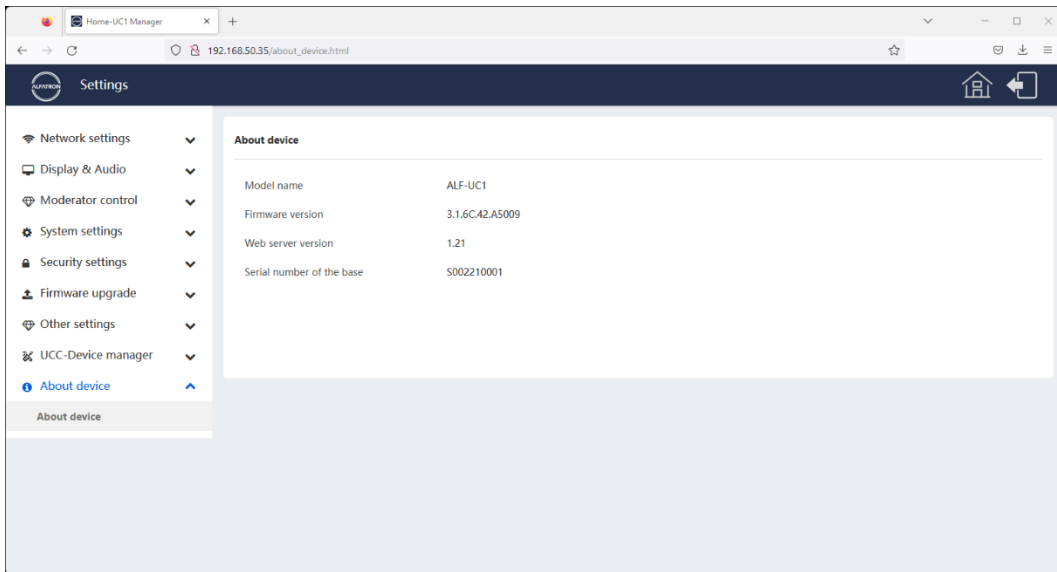 Home-UC1 Manager
192.168.50.35/about_device.html
ALFATRON
Settings
Network settings
Display & Audio
Moderator control
System settings
Security settings
Firmware upgrade
Other settings
UCC-Device manager
About device
About device
About device
Model name ALF-UC1
Firmware version 3.1.6C.42.A5009
Web server version 1.21
Serial number of the base S002210001